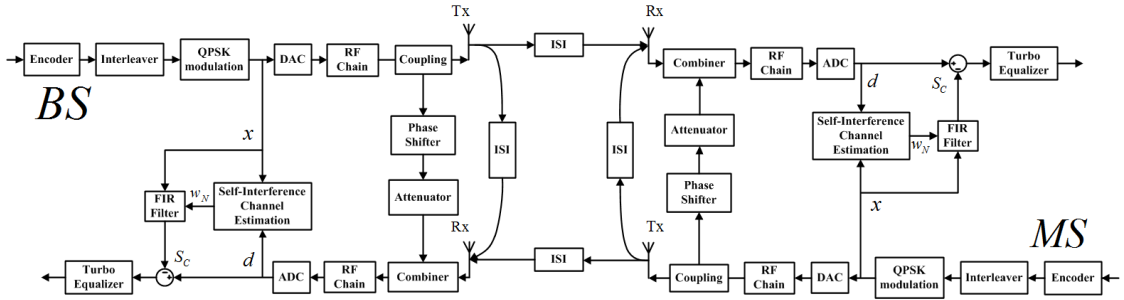 Tx
Rx
Encoder
Interleaver
QPSK
modulation
DAC
RF
Chain
Coupling
ISI
Combiner
RF
Chain
ADC
d
+
-
Turbo
Equalizer
BS
S_C
x
Phase
Shifter
ISI
ISI
Attenuator
Self-Interference
Channel
Estimation
w_N
FIR
Filter
FIR
Filter
w_N
Self-Interference
Channel
Estimation
Attenuator
Phase
Shifter
x
S_C
d
Rx
Tx
MS
Turbo
Equalizer
-
+
ADC
RF
Chain
Combiner
ISI
Coupling
RF
Chain
DAC
QPSK
modulation
Interleaver
Encoder